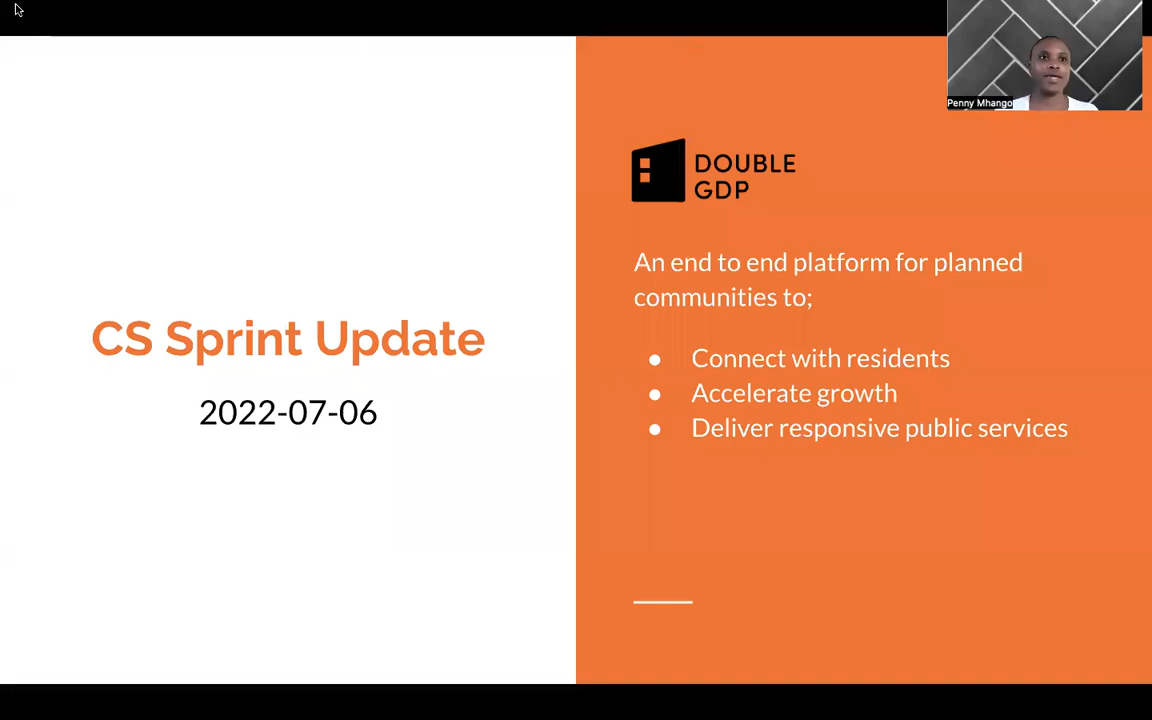 Penny Mhango
CS Sprint Update
2022-07-06
DOUBLE
GDP
An end to end platform for planned
communities to;
● Connect with residents
● Accelerate growth
● Deliver responsive public services